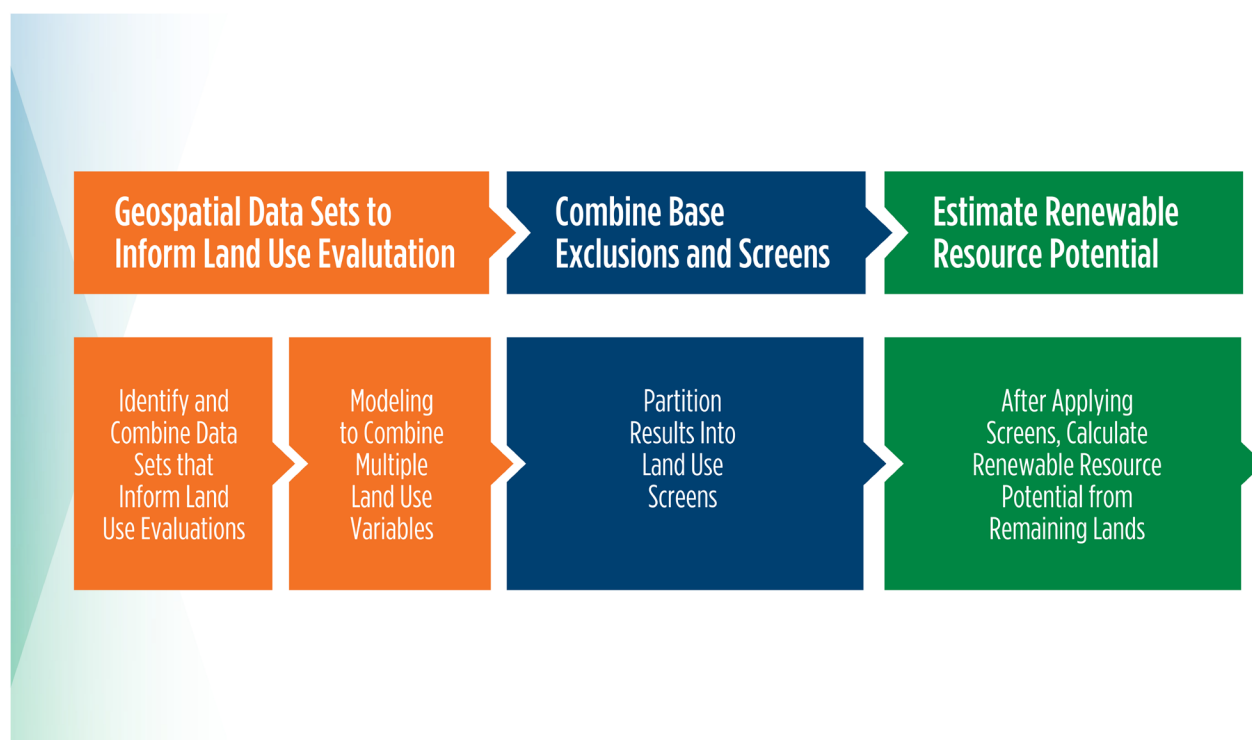 Geospatial Data Sets to
Inform Land Use Evalutation
Combine Base
Exclusions and Screens
Estimate Renewable
Resource Potential
Identify and
Combine Data
Sets that
Inform Land
Use Evaluations
Modeling
to Combine
Multiple
Land Use
Variables
Partition
Results Into
Land Use
Screens
After Applying
Screens, Calculate
Renewable Resource
Potential from
Remaining Lands